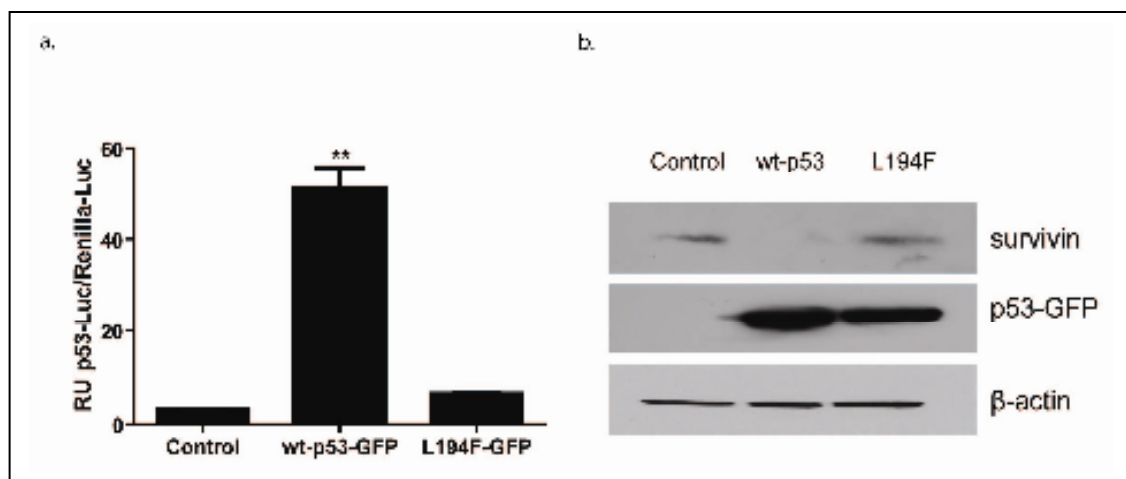 a.
60
40
20
0
RU p53-Luc/Renilla-Luc
**
Control
wt-p53-GFP
L194F-GFP
b.
Control wt-p53 L194F
survivin
p53-GFP
β-actin